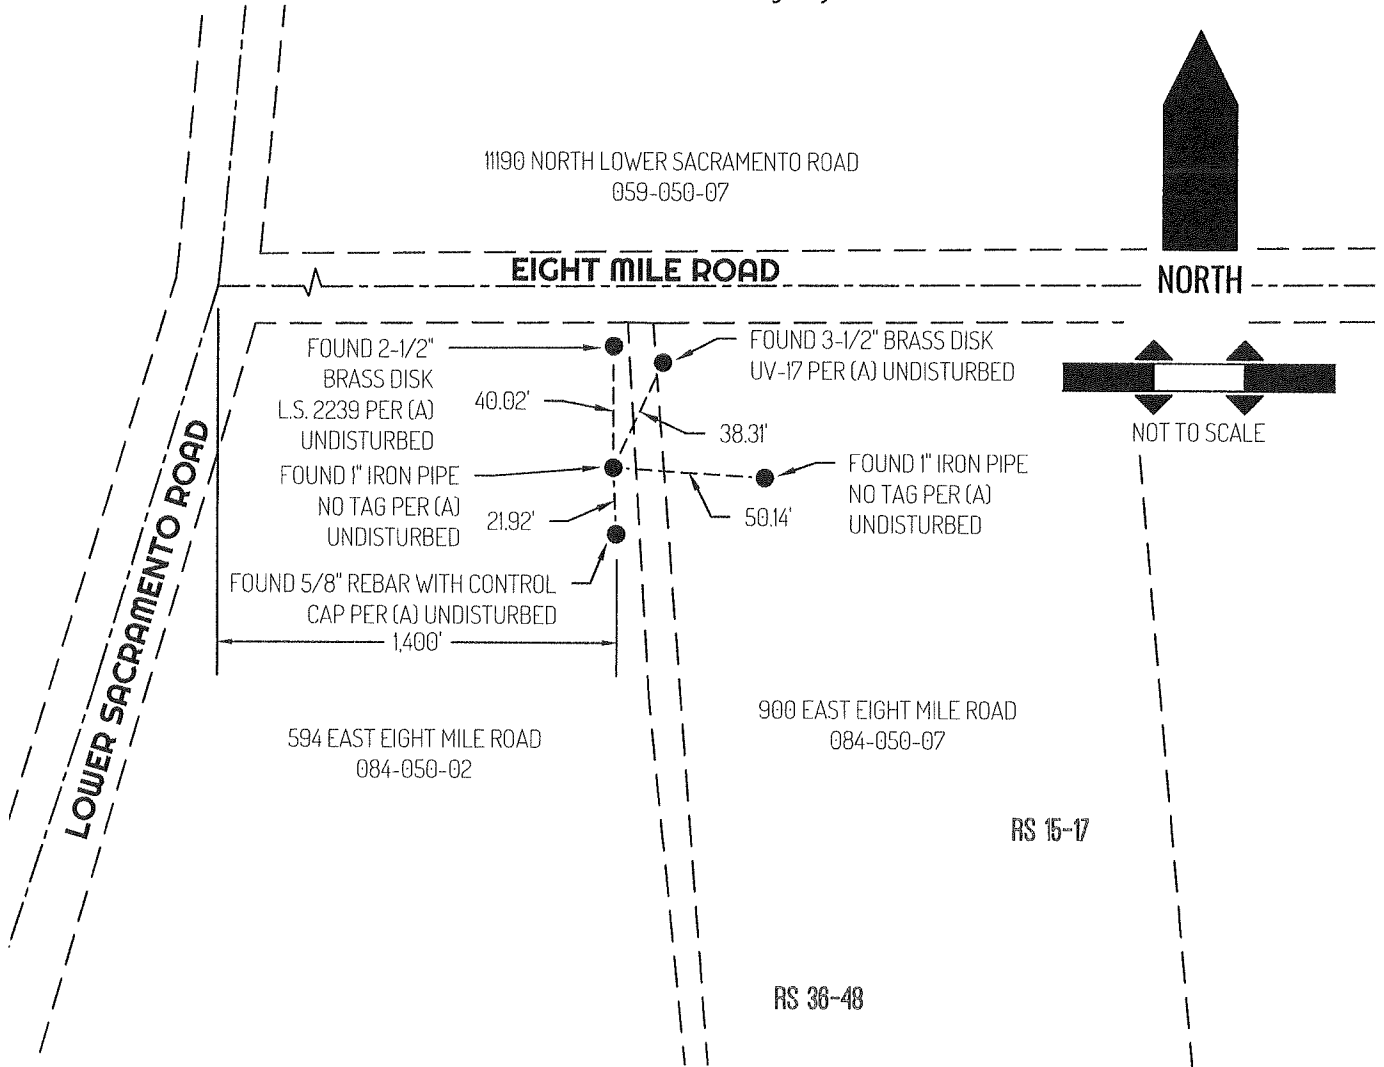 11190 NORTH LOWER SACRAMENTO ROAD
059-050-07
EIGHT MILE ROAD
NORTH
FOUND 2-1/2"
BRASS DISK
L.S. 2239 PER (A)
UNDISTURBED
40.02'
FOUND 3-1/2" BRASS DISK
UV-17 PER (A) UNDISTURBED
38.31'
NOT TO SCALE
FOUND 1" IRON PIPE
NO TAG PER (A)
UNDISTURBED
21.92'
50.14'
FOUND 1" IRON PIPE
NO TAG PER (A)
UNDISTURBED
FOUND 5/8" REBAR WITH CONTROL
CAP PER (A) UNDISTURBED
1,400'
LOWER SACRAMENTO ROAD
594 EAST EIGHT MILE ROAD
084-050-02
900 EAST EIGHT MILE ROAD
084-050-07
RS 15-17
RS 36-48